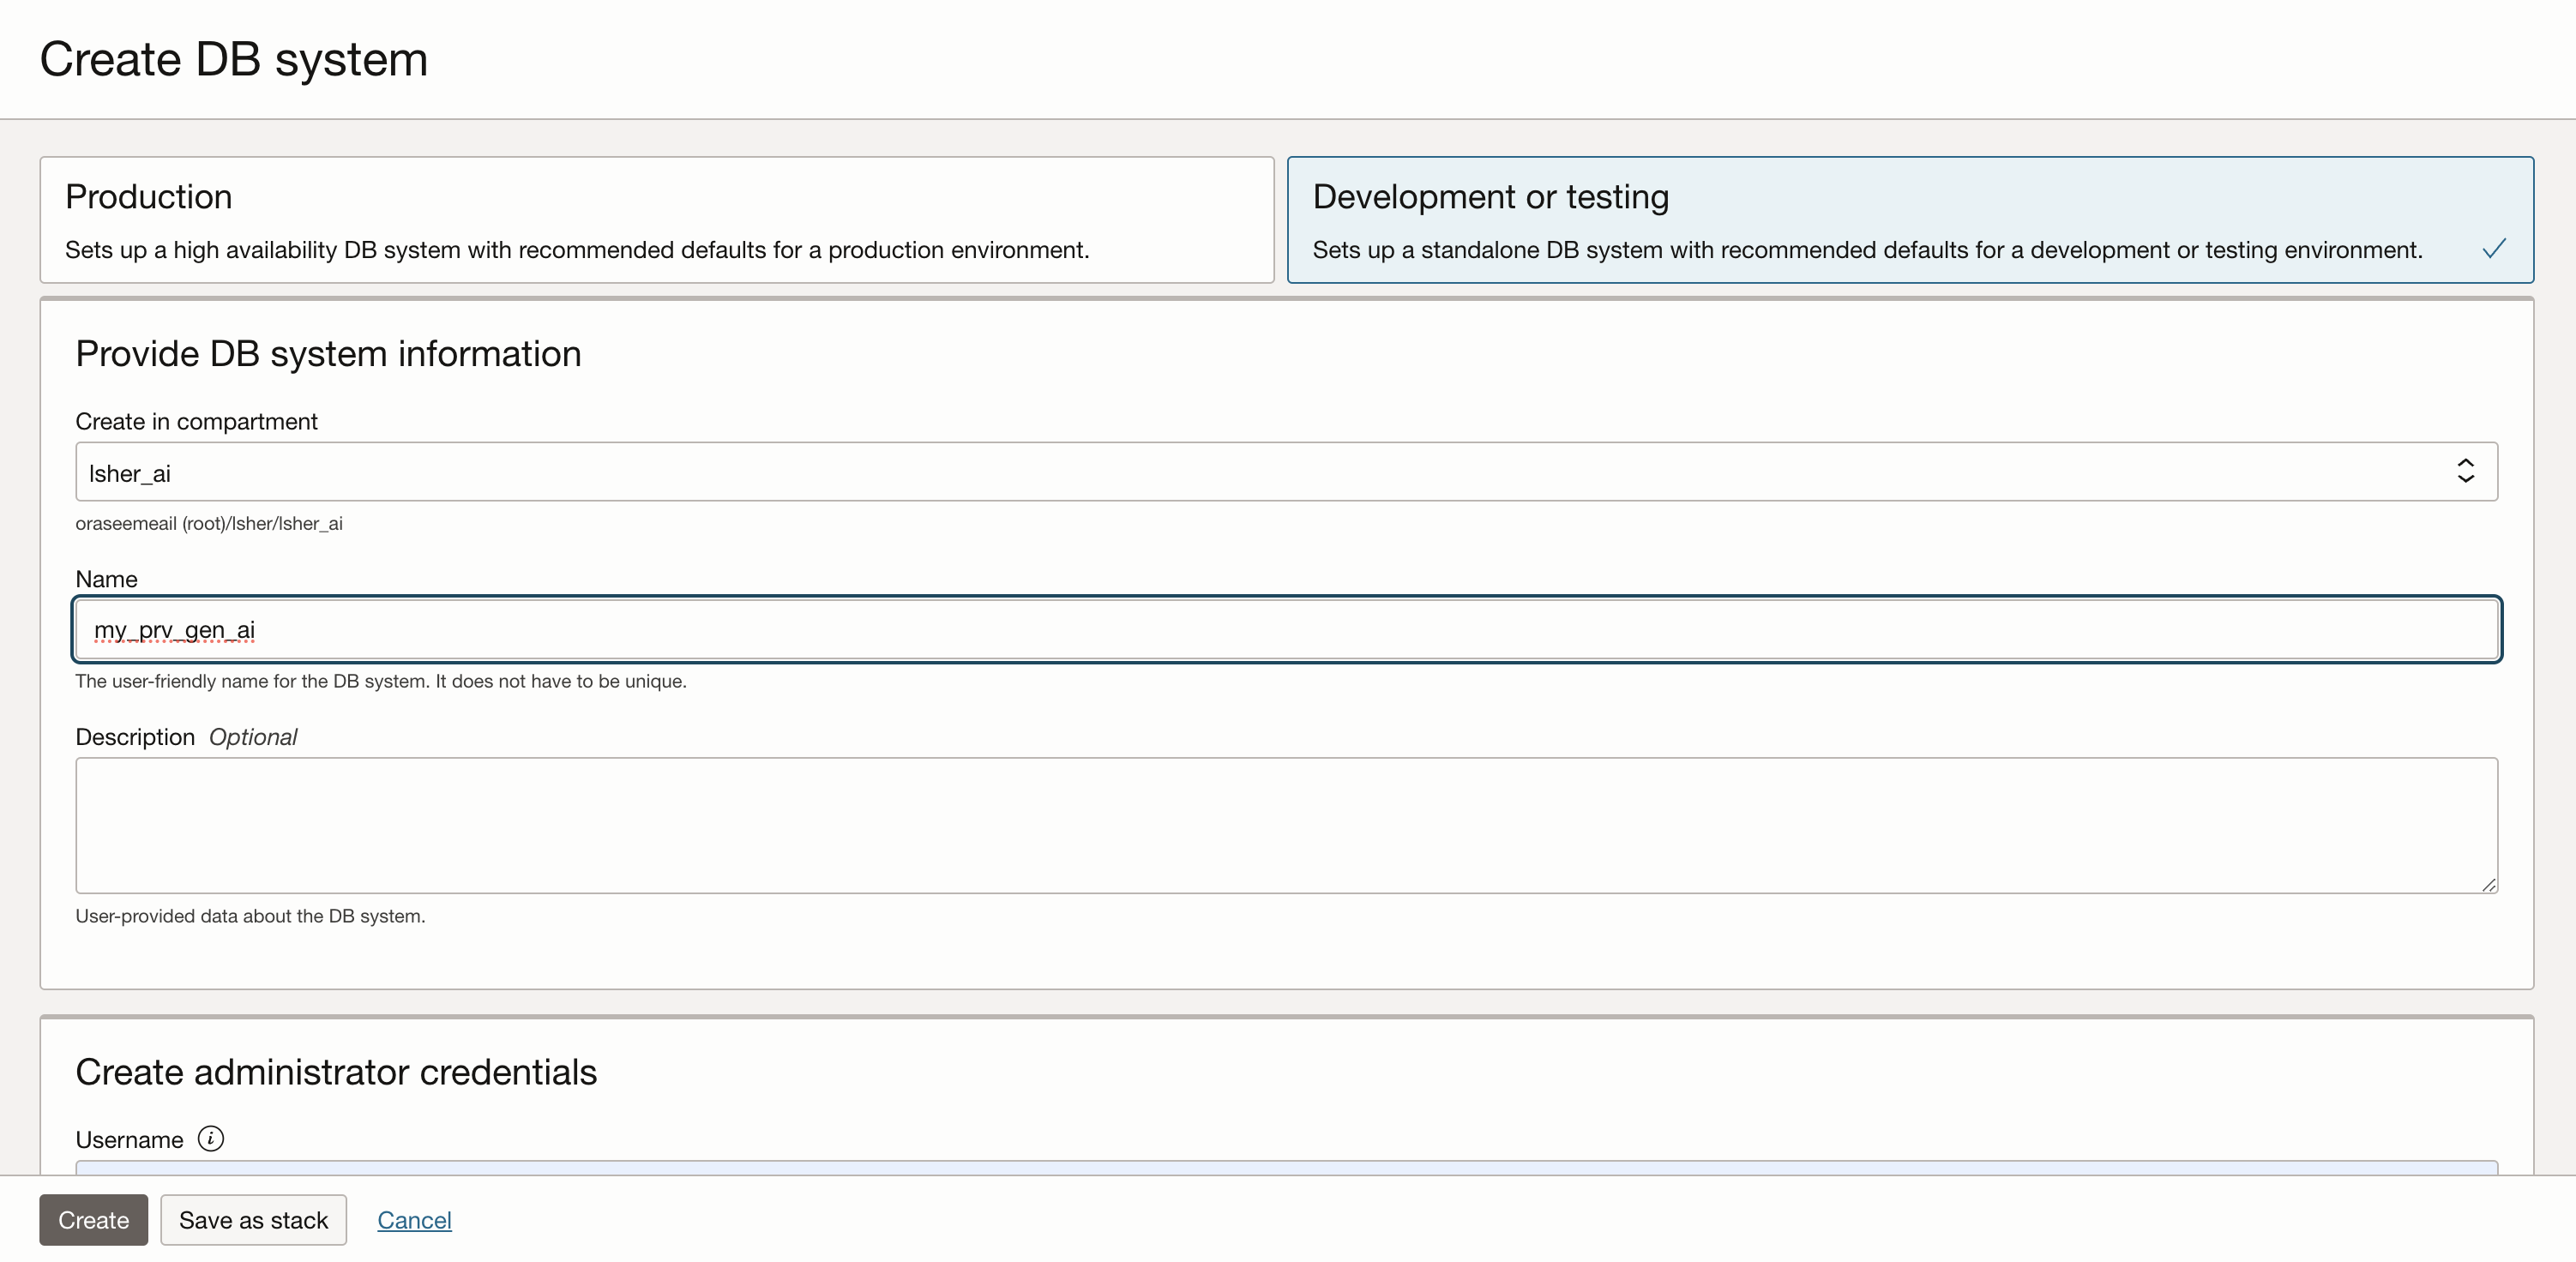 Create DB system
Production
Sets up a high availability DB system with recommended defaults for a production environment.
Development or testing
Sets up a standalone DB system with recommended defaults for a development or testing environment.
Provide DB system information
Create in compartment
lsher_ai
oraseemeail (root)/lsher/lsher_ai
Name
my_prv_gen_ai
The user-friendly name for the DB system. It does not have to be unique.
Description Optional
User-provided data about the DB system.
Create administrator credentials
Username
Create
Save as stack
Cancel